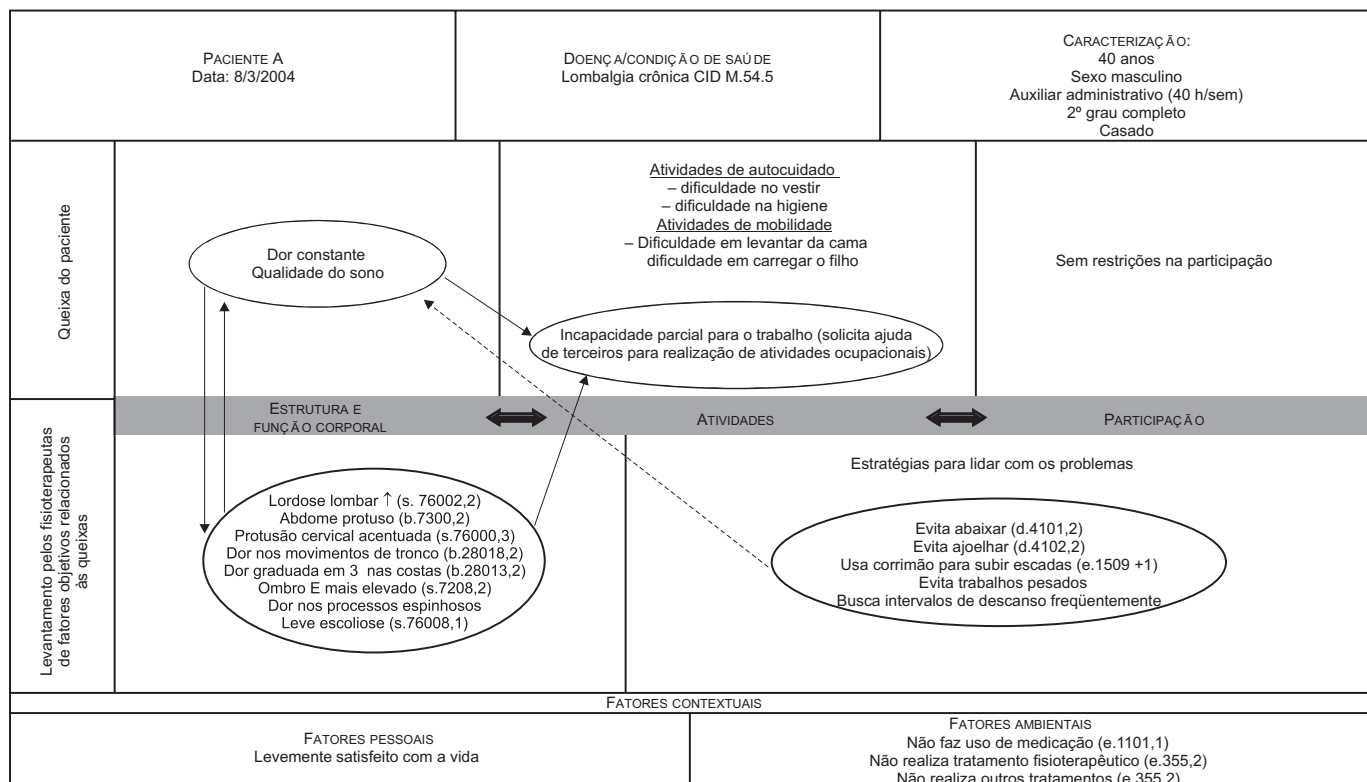 PACIENTE A
Data: 8/3/2004
DOENÇA/CONDIÇÃO DE SAÚDE
Lombalgia crônica CID M.54.5
CARACTERIZAÇÃO:
40 anos
Sexo masculino
Auxiliar administrativo (40 h/sem)
2º grau completo
Casado
Queixa do paciente
Dor constante
Qualidade do sono
Atividades de autocuidado
– dificuldade no vestir
– dificuldade na higiene
Atividades de mobilidade
– Dificuldade em levantar da cama
dificuldade em carregar o filho
Incapacidade parcial para o trabalho (solicita ajuda
de terceiros para realização de atividades ocupacionais)
Sem restrições na participação
ESTRUTURA E
FUNÇÃO CORPORAL
ATIVIDADES
PARTICIPAÇÃO
Levantamento pelos fisioterapeutas
de fatores objetivos relacionados
às queixas
Lordose lombar ↑ (s. 76002,2)
Abdome protuso (b.7300,2)
Protusão cervical acentuada (s.76000,3)
Dor nos movimentos de tronco (b.28018,2)
Dor graduada em 3 nas costas (b.28013,2)
Ombro E mais elevado (s.7208,2)
Dor nos processos espinhosos
Leve escoliose (s.76008,1)
Estratégias para lidar com os problemas
Evita abaixar (d.4101,2)
Evita ajoelhar (d.4102,2)
Usa corrimão para subir escadas (e.1509 +1)
Evita trabalhos pesados
Busca intervalos de descanso freqüentemente
FATORES CONTEXTUAIS
FATORES PESSOAIS
Levemente satisfeito com a vida
FATORES AMBIENTAIS
Não faz uso de medicação (e.1101,1)
Não realiza tratamento fisioterapêutico (e.355,2)
Não realiza outros tratamentos (e.355,2)